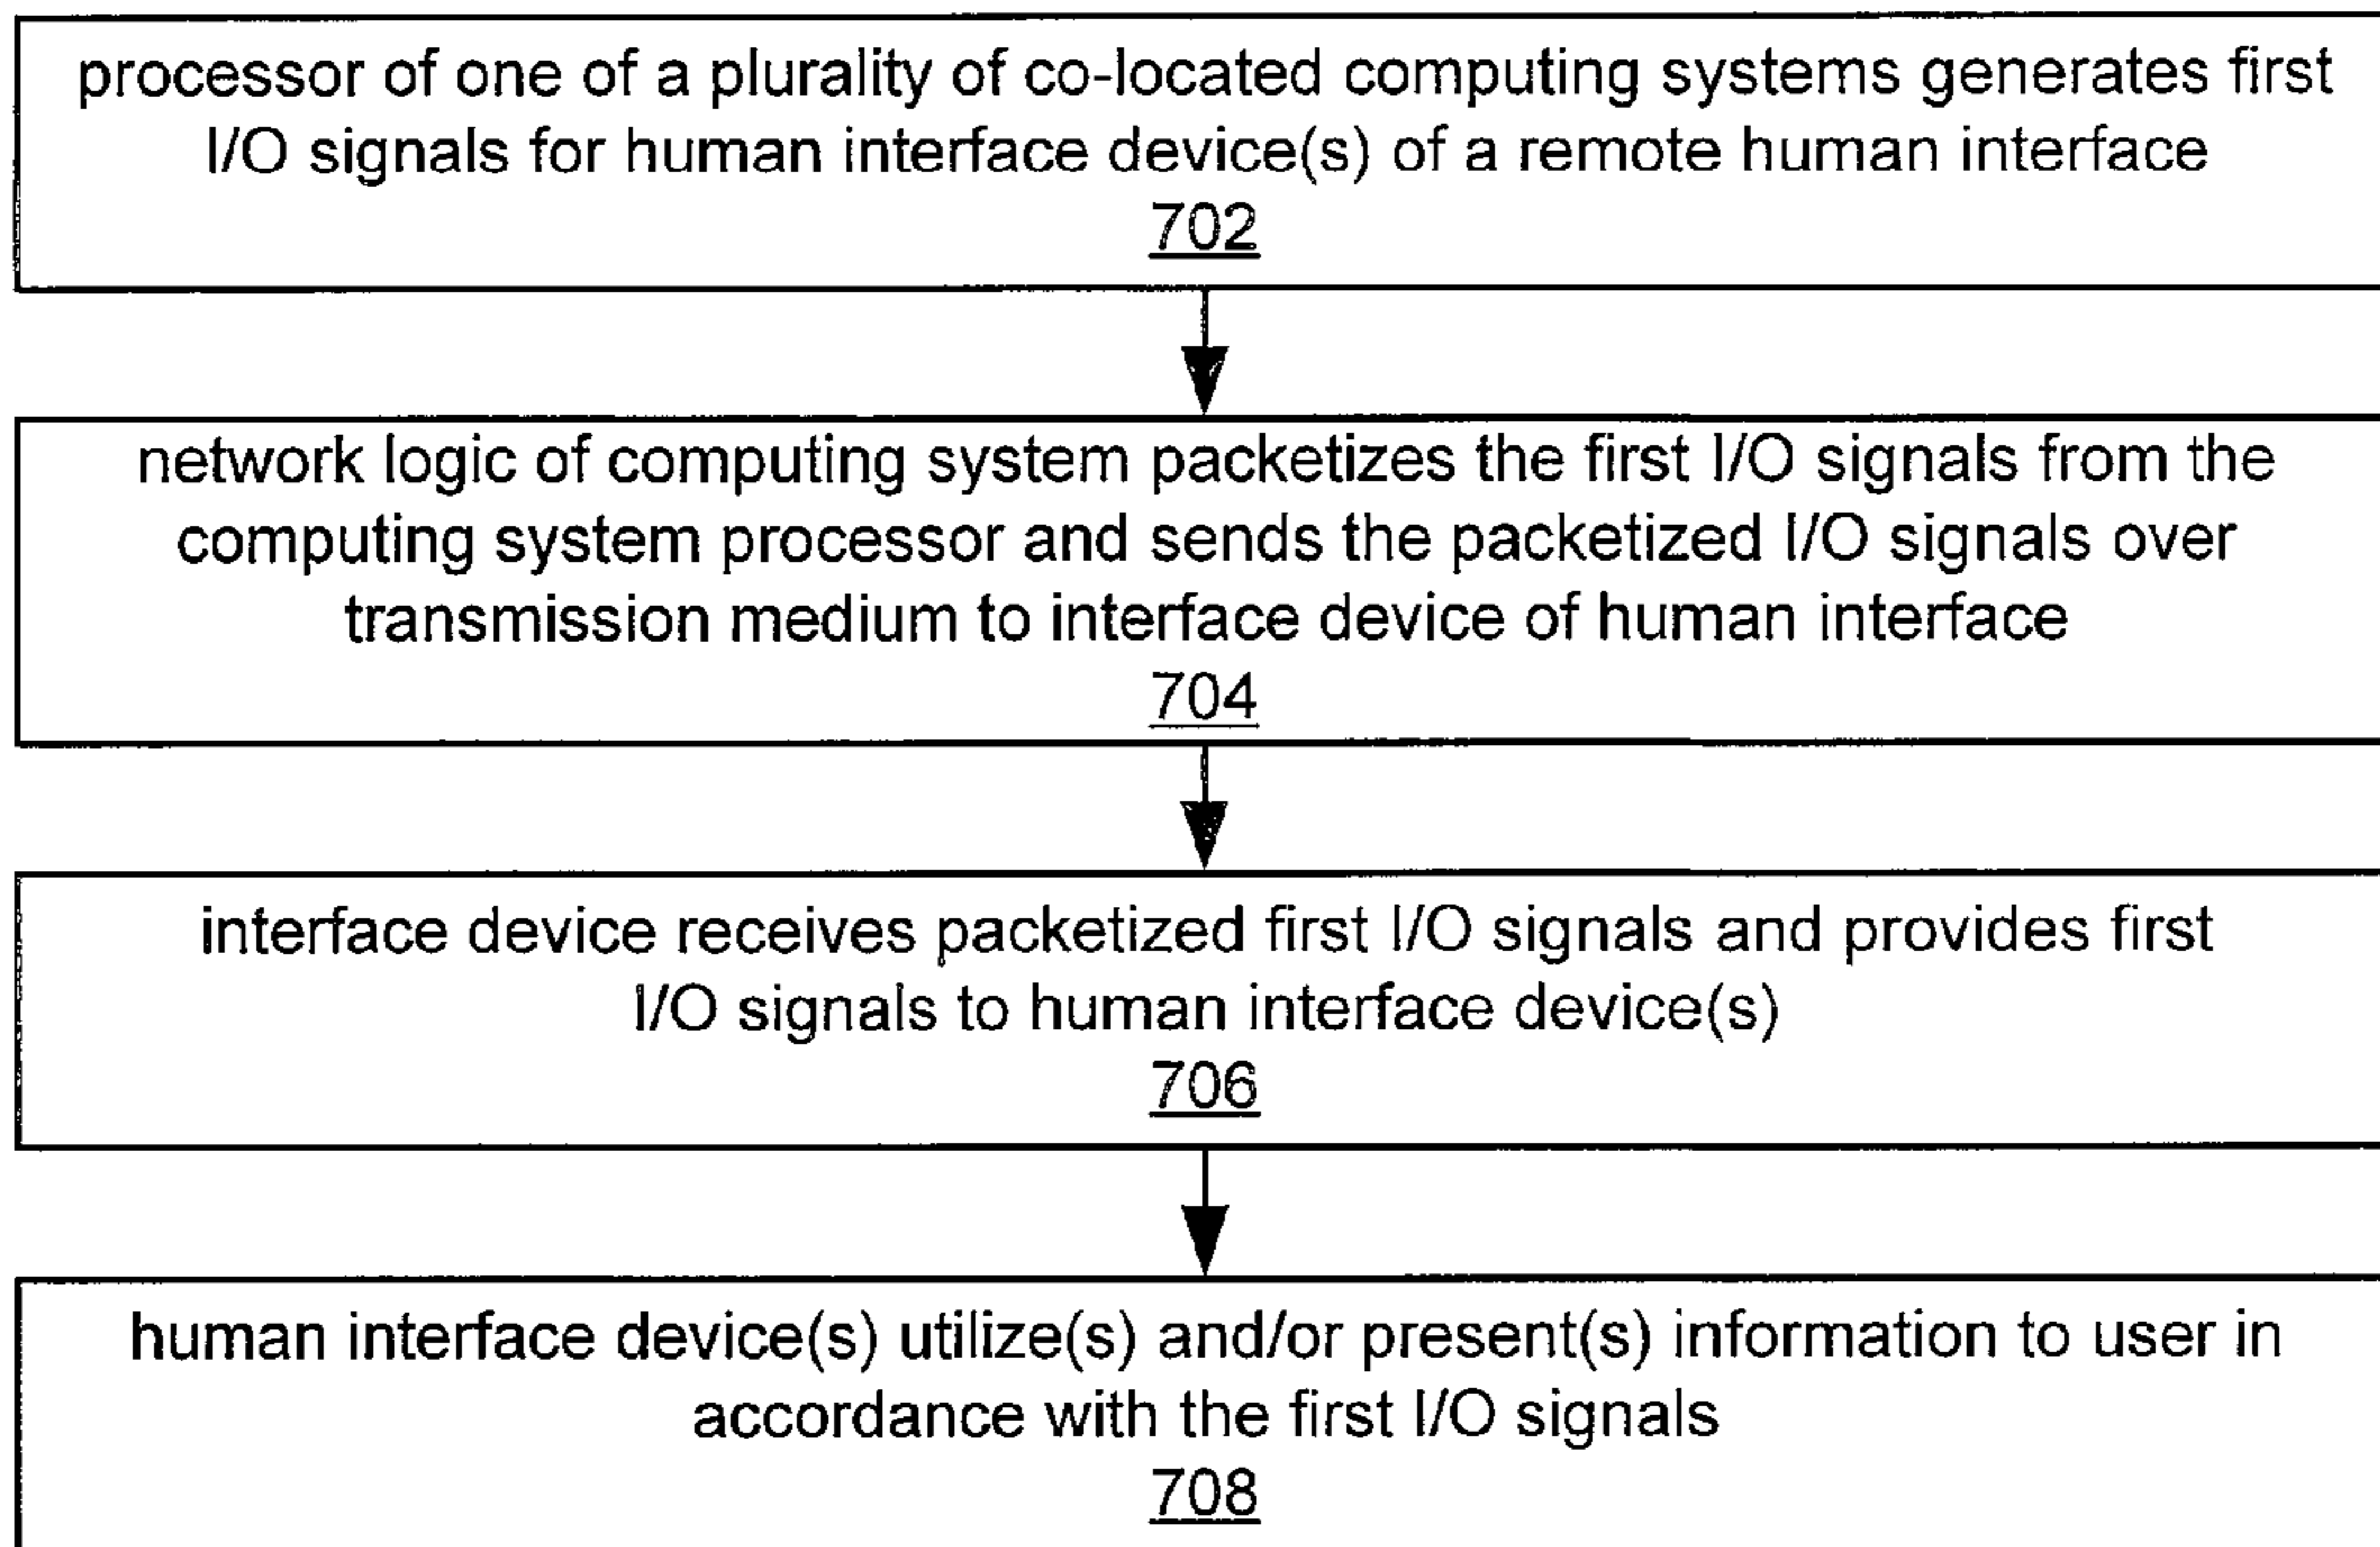 processor of one of a plurality of co-located computing systems generates first
I/O signals for human interface device(s) of a remote human interface
702
network logic of computing system packetizes the first I/O signals from the
computing system processor and sends the packetized I/O signals over
transmission medium to interface device of human interface
704
interface device receives packetized first I/O signals and provides first
I/O signals to human interface device(s)
706
human interface device(s) utilize(s) and/or present(s) information to user in
accordance with the first I/O signals
708